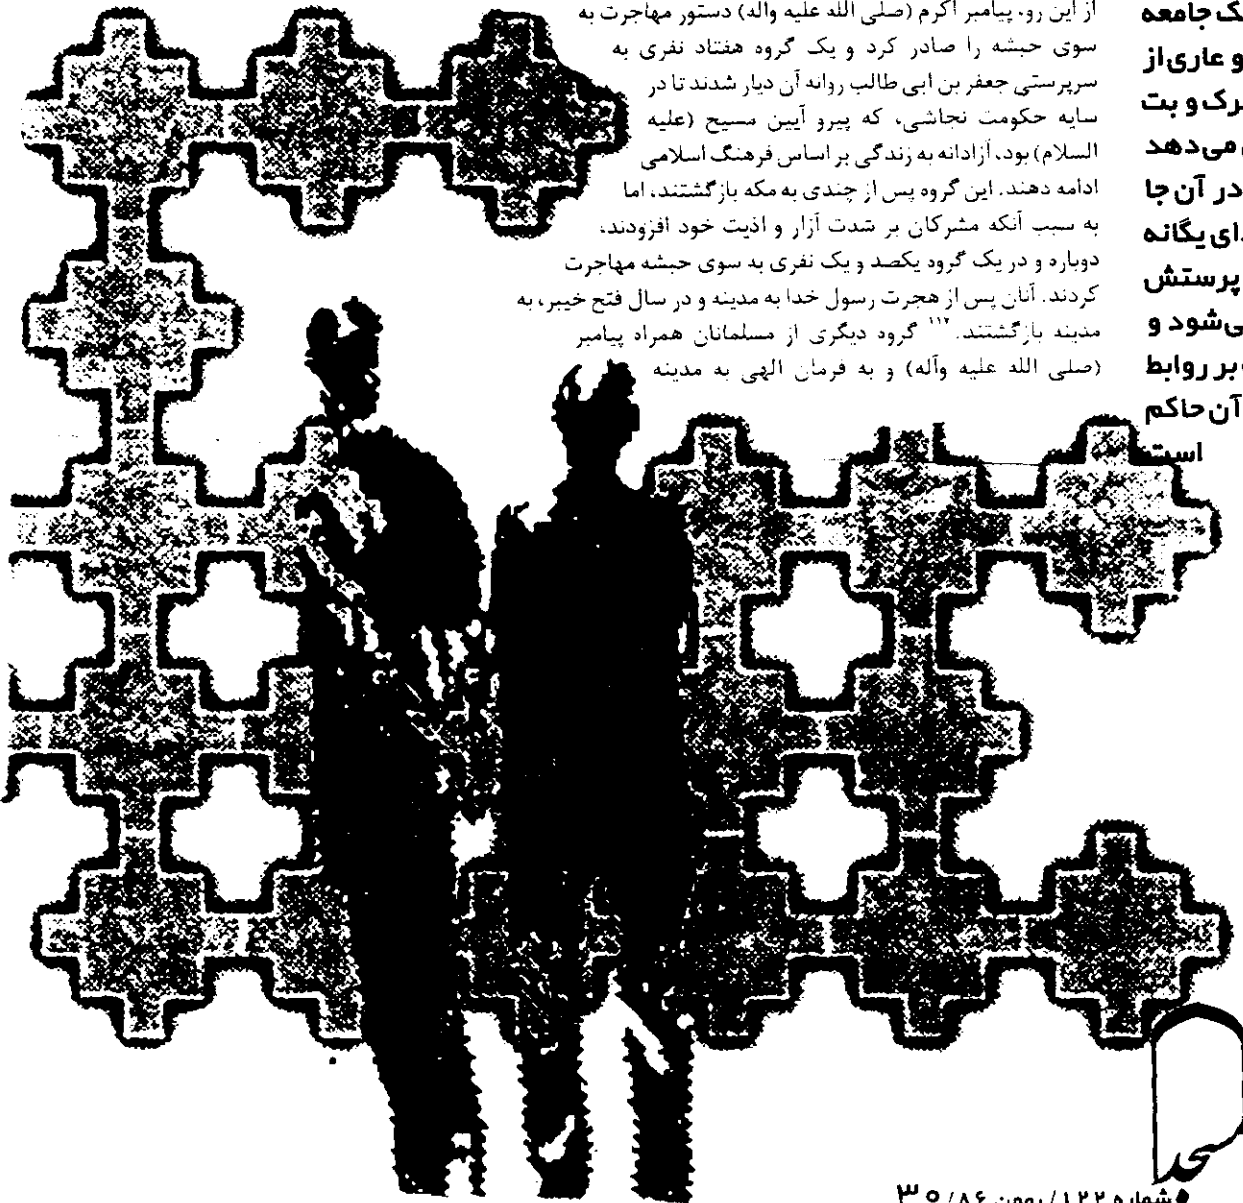 از این رو، پیامبر اکرم (صلی الله علیه واله) دستور مهاجرت به
سوی حبشه را صادر کرد و یک گروه هفتاد نفری به
سرپرستی جعفر بن ابی طالب روانه آن دیار شدند تا در
سایه حکومت نجاشی، که پیرو آیین مسیح (علیه
السلام) بود، آزادانه به زندگی بر اساس فرهنگ اسلامی
ادامه دهند. این گروه پس از چندی به مکه بازگشتند، اما
به سبب آنکه مشرکان بر شدت آزار و اذیت خود افزودند،
دوباره و در یک گروه یکصد و یک نفری به سوی حبشه مهاجرت
کردند. آنان پس از هجرت رسول خدا به مدینه و در سال فتح خیبر، به
مدینه بازگشتند.۱۱۲ گروه دیگری از مسلمانان همراه پیامبر
(صلی الله علیه وآله) و به فرمان الهی به مدینه
جامعه
و عاری از
و بت
می‌دهد
در آن جا
یگانه
پرستش
و
بر روابط
آن حاکم
است
شماره ۱۲۲ / بهمن ۸۶ / ۳۰